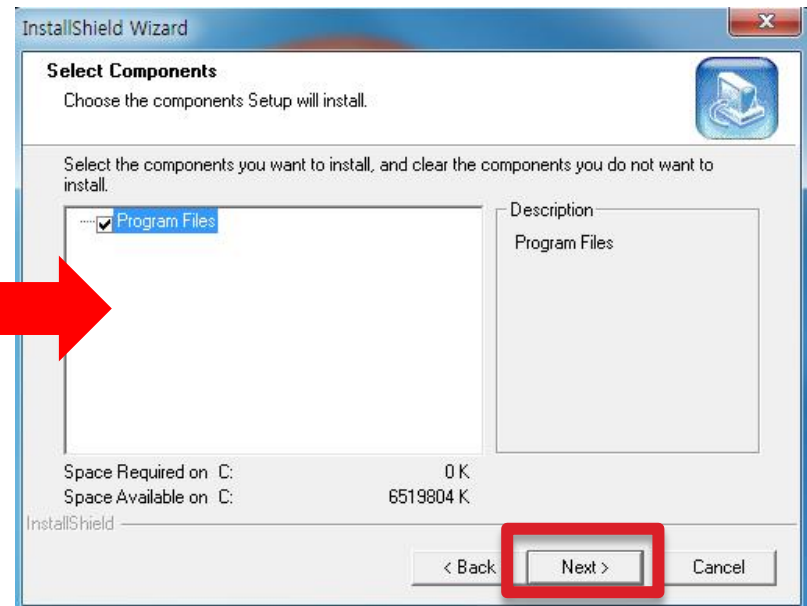 InstallShield Wizard
Select Components
Choose the components Setup will install.
Select the components you want to install, and clear the components you do not want to
install.
Program Files
Description
Program Files
Space Required on C: 0 K
Space Available on C: 6519804 K
InstallShield
< Back Next > Cancel